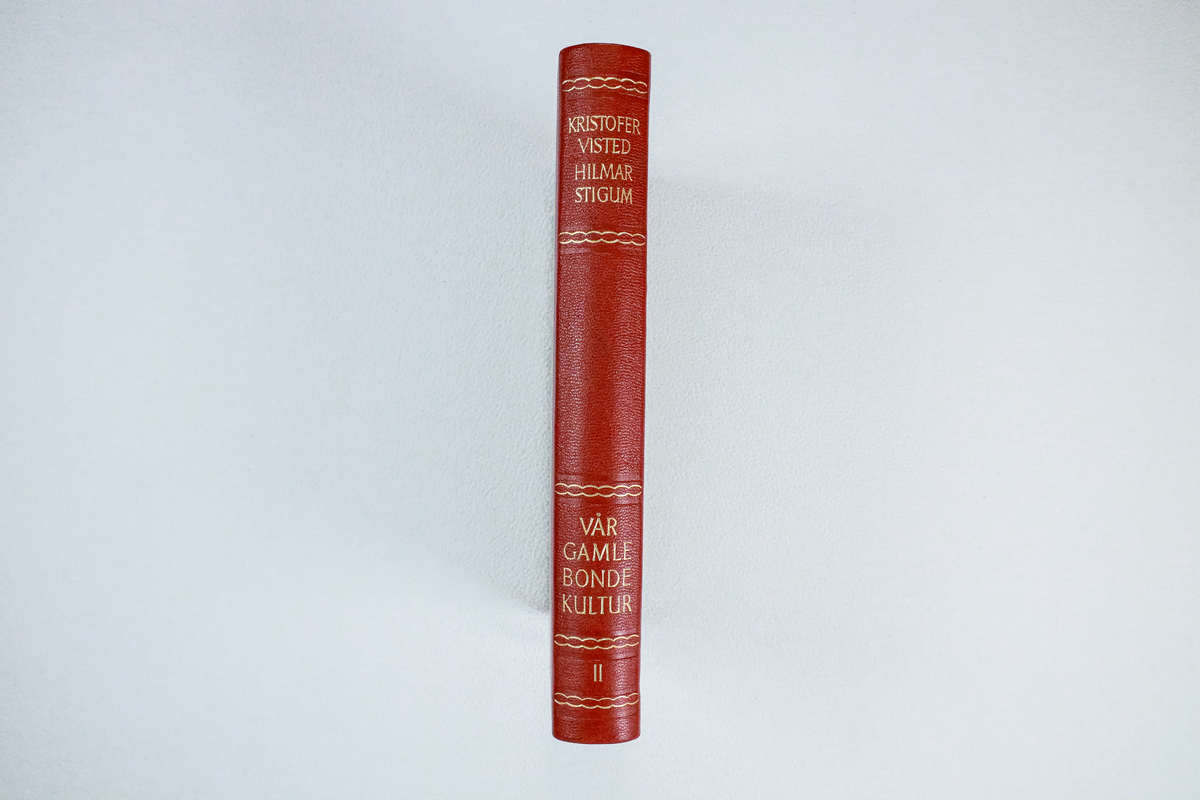 KRISTOFER
VISTED
HILMAR
STIGUM
VÅR
GAMLE
BONDE
KULTUR
II